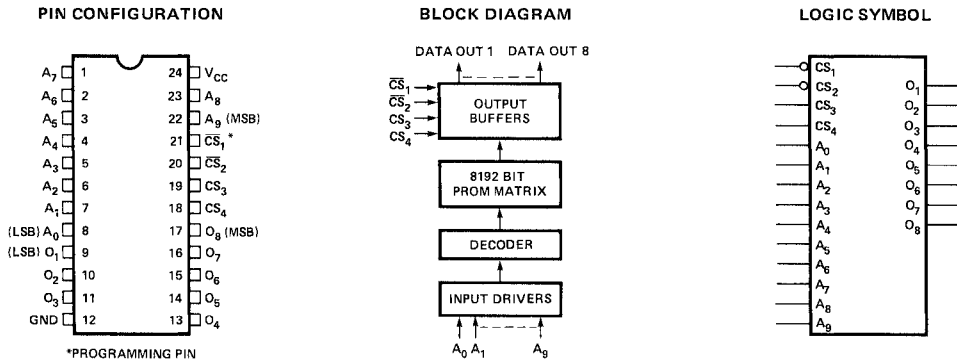 PIN CONFIGURATION
A7 1 24 VCC
A6 2 23 A8
A5 3 22 A9 (MSB)
A4 4 21 C̅S̅1 *
A3 5 20 C̅S̅2
A2 6 19 CS3
A1 7 18 CS4
(LSB) A0 8 17 O8 (MSB)
(LSB) O1 9 16 O7
O2 10 15 O6
O3 11 14 O5
GND 12 13 O4
*PROGRAMMING PIN
BLOCK DIAGRAM
DATA OUT 1 DATA OUT 8
C̅S̅1
C̅S̅2
CS3
CS4
OUTPUT
BUFFERS
8192 BIT
PROM MATRIX
DECODER
INPUT DRIVERS
A0 A1 A9
LOGIC SYMBOL
CS1
CS2
CS3
CS4
A0
A1
A2
A3
A4
A5
A6
A7
A8
A9
O1
O2
O3
O4
O5
O6
O7
O8